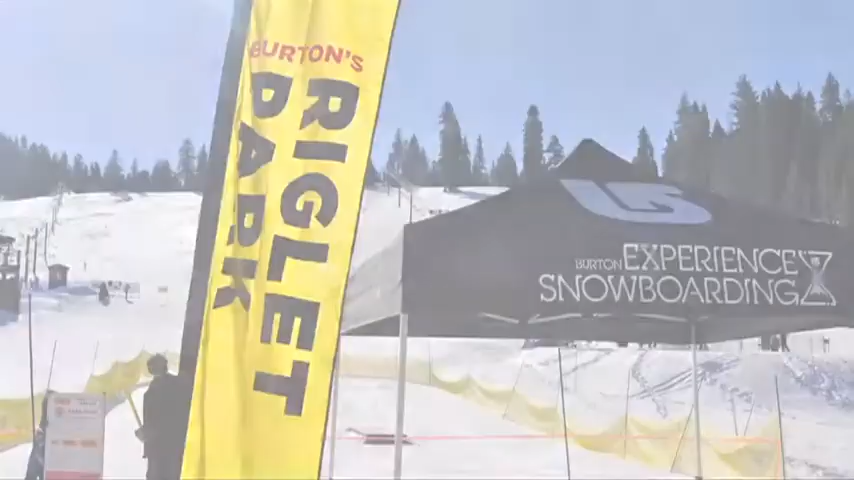 BURTON'S
RIGLET
PARK
BURTON EXPERIENCE
SNOWBOARDING